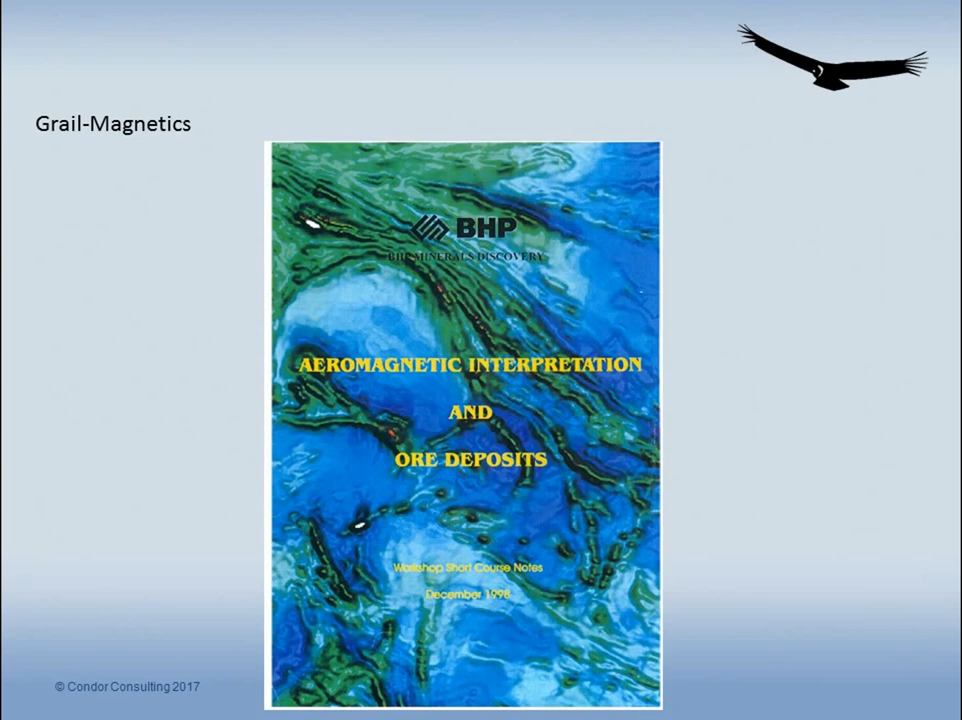 Grail-Magnetics
BHP
BHP MINERALS DISCOVERY
AEROMAGNETIC INTERPRETATION
AND
ORE DEPOSITS
Workshop Short Course Notes
December 1998
© Condor Consulting 2017